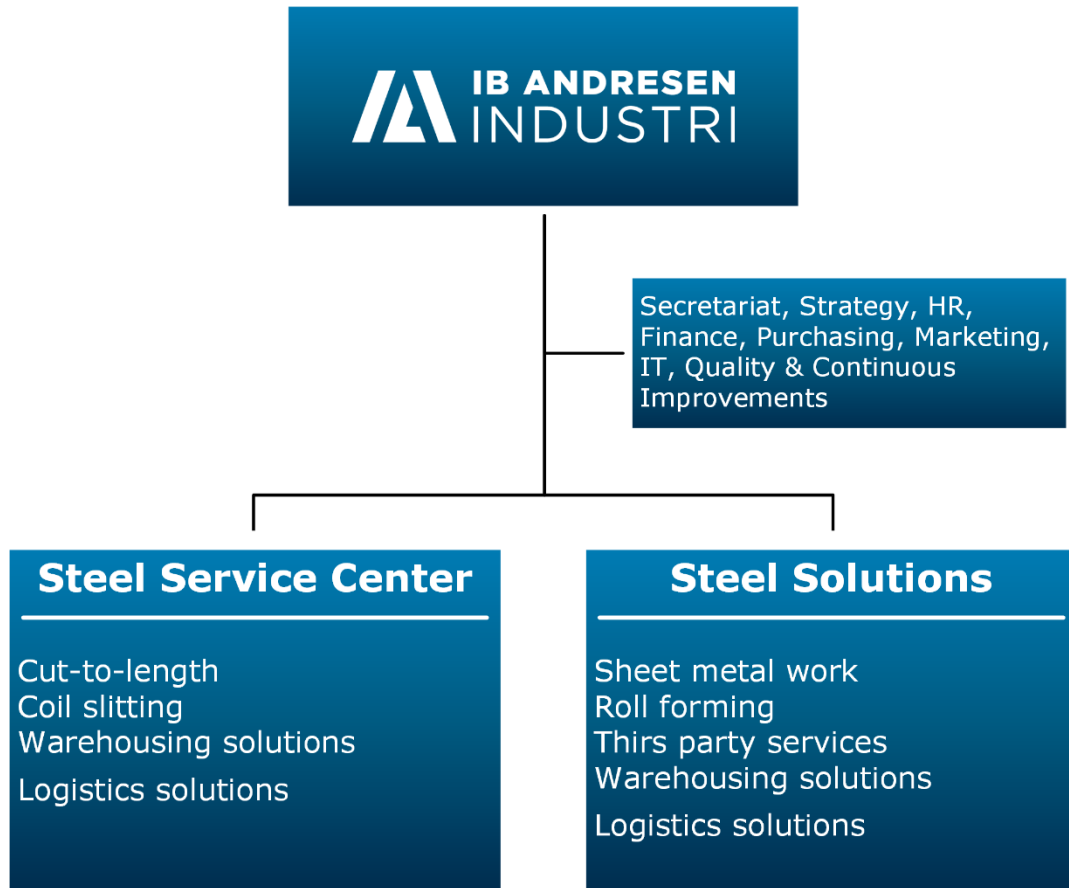 IB ANDRESEN
INDUSTRI
Secretariat, Strategy, HR,
Finance, Purchasing, Marketing,
IT, Quality & Continuous
Improvements
Steel Service Center
Cut-to-length
Coil slitting
Warehousing solutions
Logistics solutions
Steel Solutions
Sheet metal work
Roll forming
Thirs party services
Warehousing solutions
Logistics solutions